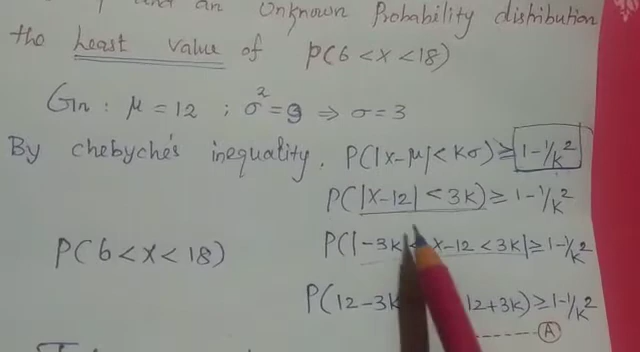 and an Unknown Probability distribution
the Least value of P(6 < X < 18)
Gn : μ = 12 ; σ² = 9 ⇒ σ = 3
By chebyche's inequality. P(|X-μ| < Kσ) ≥ 1-1/K²
P(|X-12| < 3K) ≥ 1-1/K²
P(6 < X < 18)
P(|-3K < X-12 < 3K| ≥ 1-1/K²
P(12-3K 12+3K) ≥ 1-1/K²
A